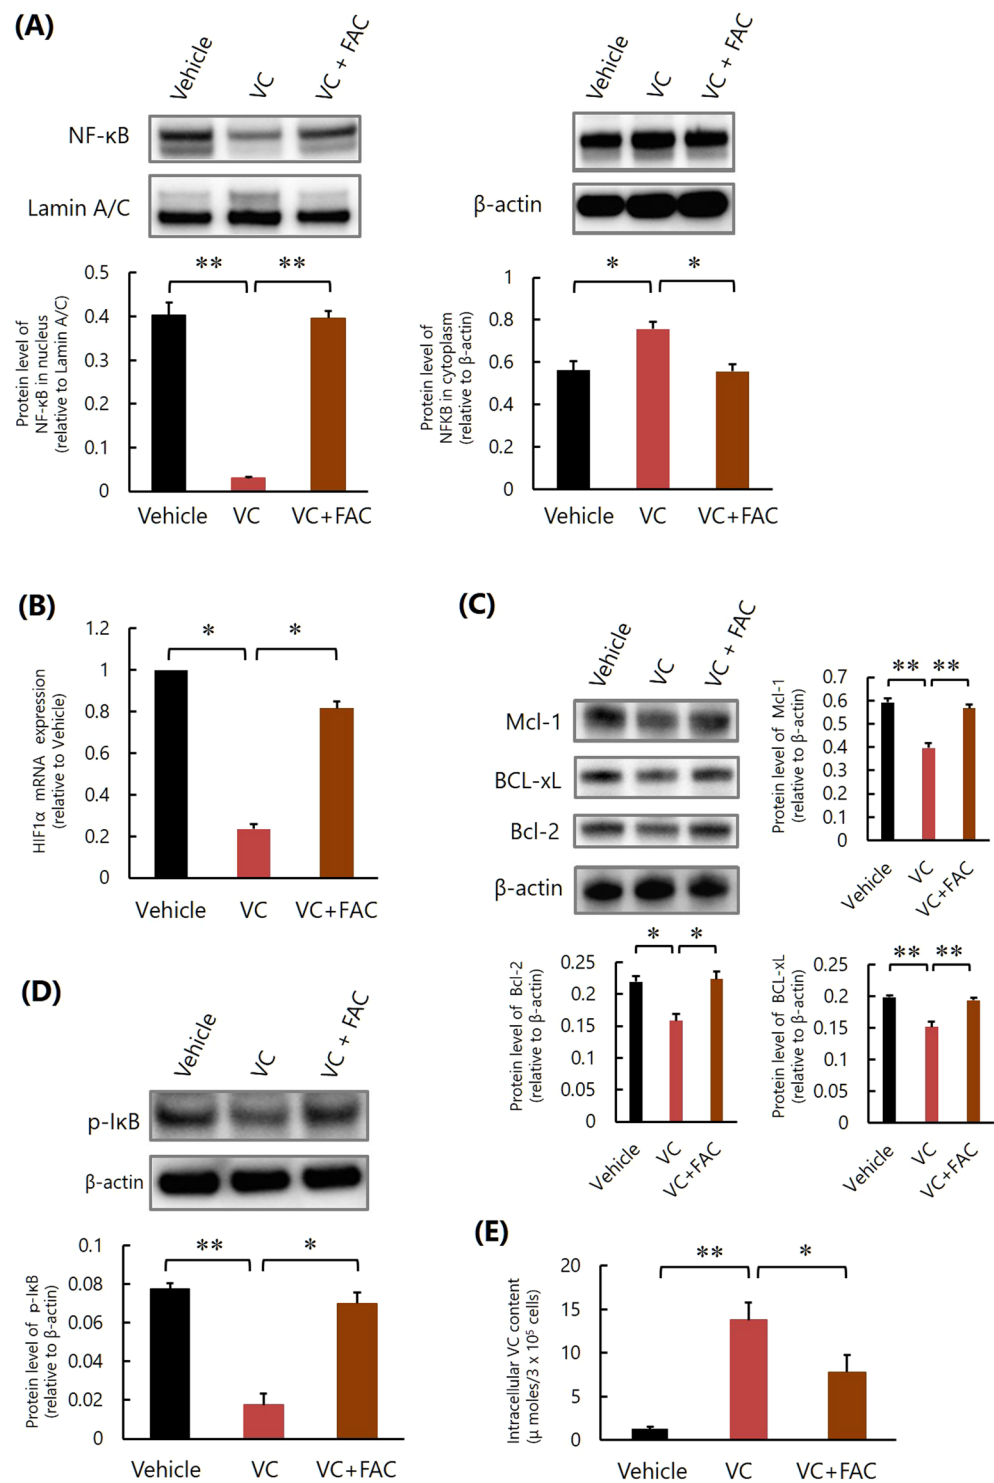 (A)
Vehicle
VC
VC + FAC
NF-κB
Lamin A/C
Protein level of
NF-κB in nucleus
(relative to Lamin A/C)
0.5
0.4
0.3
0.2
0.1
0
**
**
Vehicle
VC
VC+FAC
Vehicle
VC
VC + FAC
β-actin
Protein level of
NFKB in cytoplasm
(relative to β-actin)
1
0.8
0.6
0.4
0.2
0
*
*
Vehicle
VC
VC+FAC
(B)
HIF1α mRNA expression
(relative to Vehicle)
1.2
1
0.8
0.6
0.4
0.2
0
*
*
Vehicle
VC
VC+FAC
(C)
Vehicle
VC
VC + FAC
Mcl-1
BCL-xL
Bcl-2
β-actin
Protein level of Mcl-1
(relative to β-actin)
0.7
0.6
0.5
0.4
0.3
0.2
0.1
0
**
**
Vehicle
VC
VC+FAC
Protein level of Bcl-2
(relative to β-actin)
0.25
0.2
0.15
0.1
0.05
0
*
*
Vehicle
VC
VC+FAC
Protein level of BCL-xL
(relative to β-actin)
0.25
0.2
0.15
0.1
0.05
0
**
**
Vehicle
VC
VC+FAC
(D)
Vehicle
VC
VC + FAC
p-IκB
β-actin
Protein level of p-IκB
(relative to β-actin)
0.1
0.08
0.06
0.04
0.02
0
**
*
Vehicle
VC
VC+FAC
(E)
Intracellular VC content
(μ moles/3 x 10⁵ cells)
20
15
10
5
0
**
*
Vehicle
VC
VC+FAC